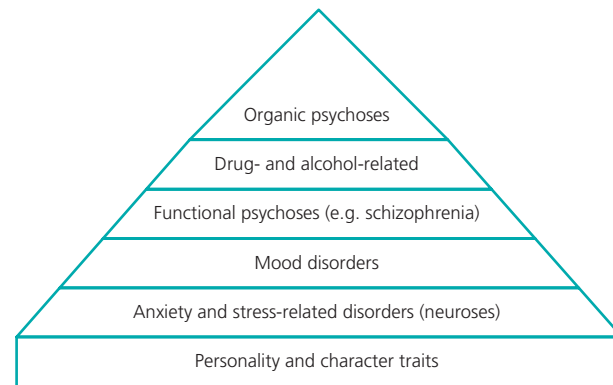 Organic psychoses
Drug- and alcohol-related
Functional psychoses (e.g. schizophrenia)
Mood disorders
Anxiety and stress-related disorders (neuroses)
Personality and character traits